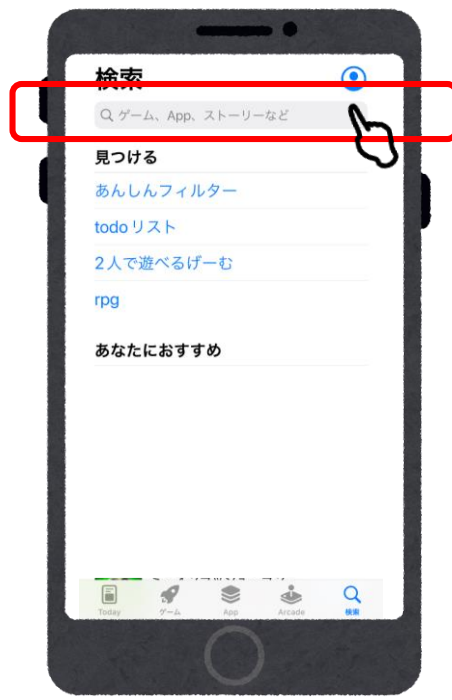 検索
ゲーム、App、ストーリーなど
見つける
あんしんフィルター
todo リスト
2人で遊べるげーむ
rpg
あなたにおすすめ
Today ゲーム App Arcade 検索